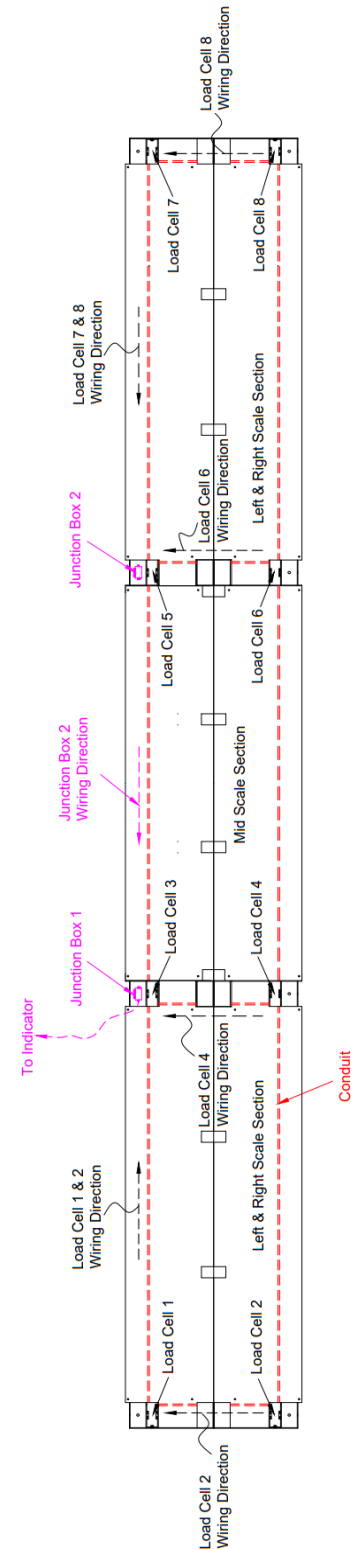 To Indicator
Load Cell 1 & 2
Wiring Direction
Junction Box 1
Junction Box 2
Wiring Direction
Junction Box 2
Load Cell 7 & 8
Wiring Direction
Load Cell 1
Load Cell 3
Load Cell 5
Load Cell 7
Load Cell 2
Wiring Direction
Load Cell 4
Wiring Direction
Load Cell 6
Wiring Direction
Load Cell 8
Wiring Direction
Left & Right Scale Section
Mid Scale Section
Left & Right Scale Section
Load Cell 2
Load Cell 4
Load Cell 6
Load Cell 8
Conduit